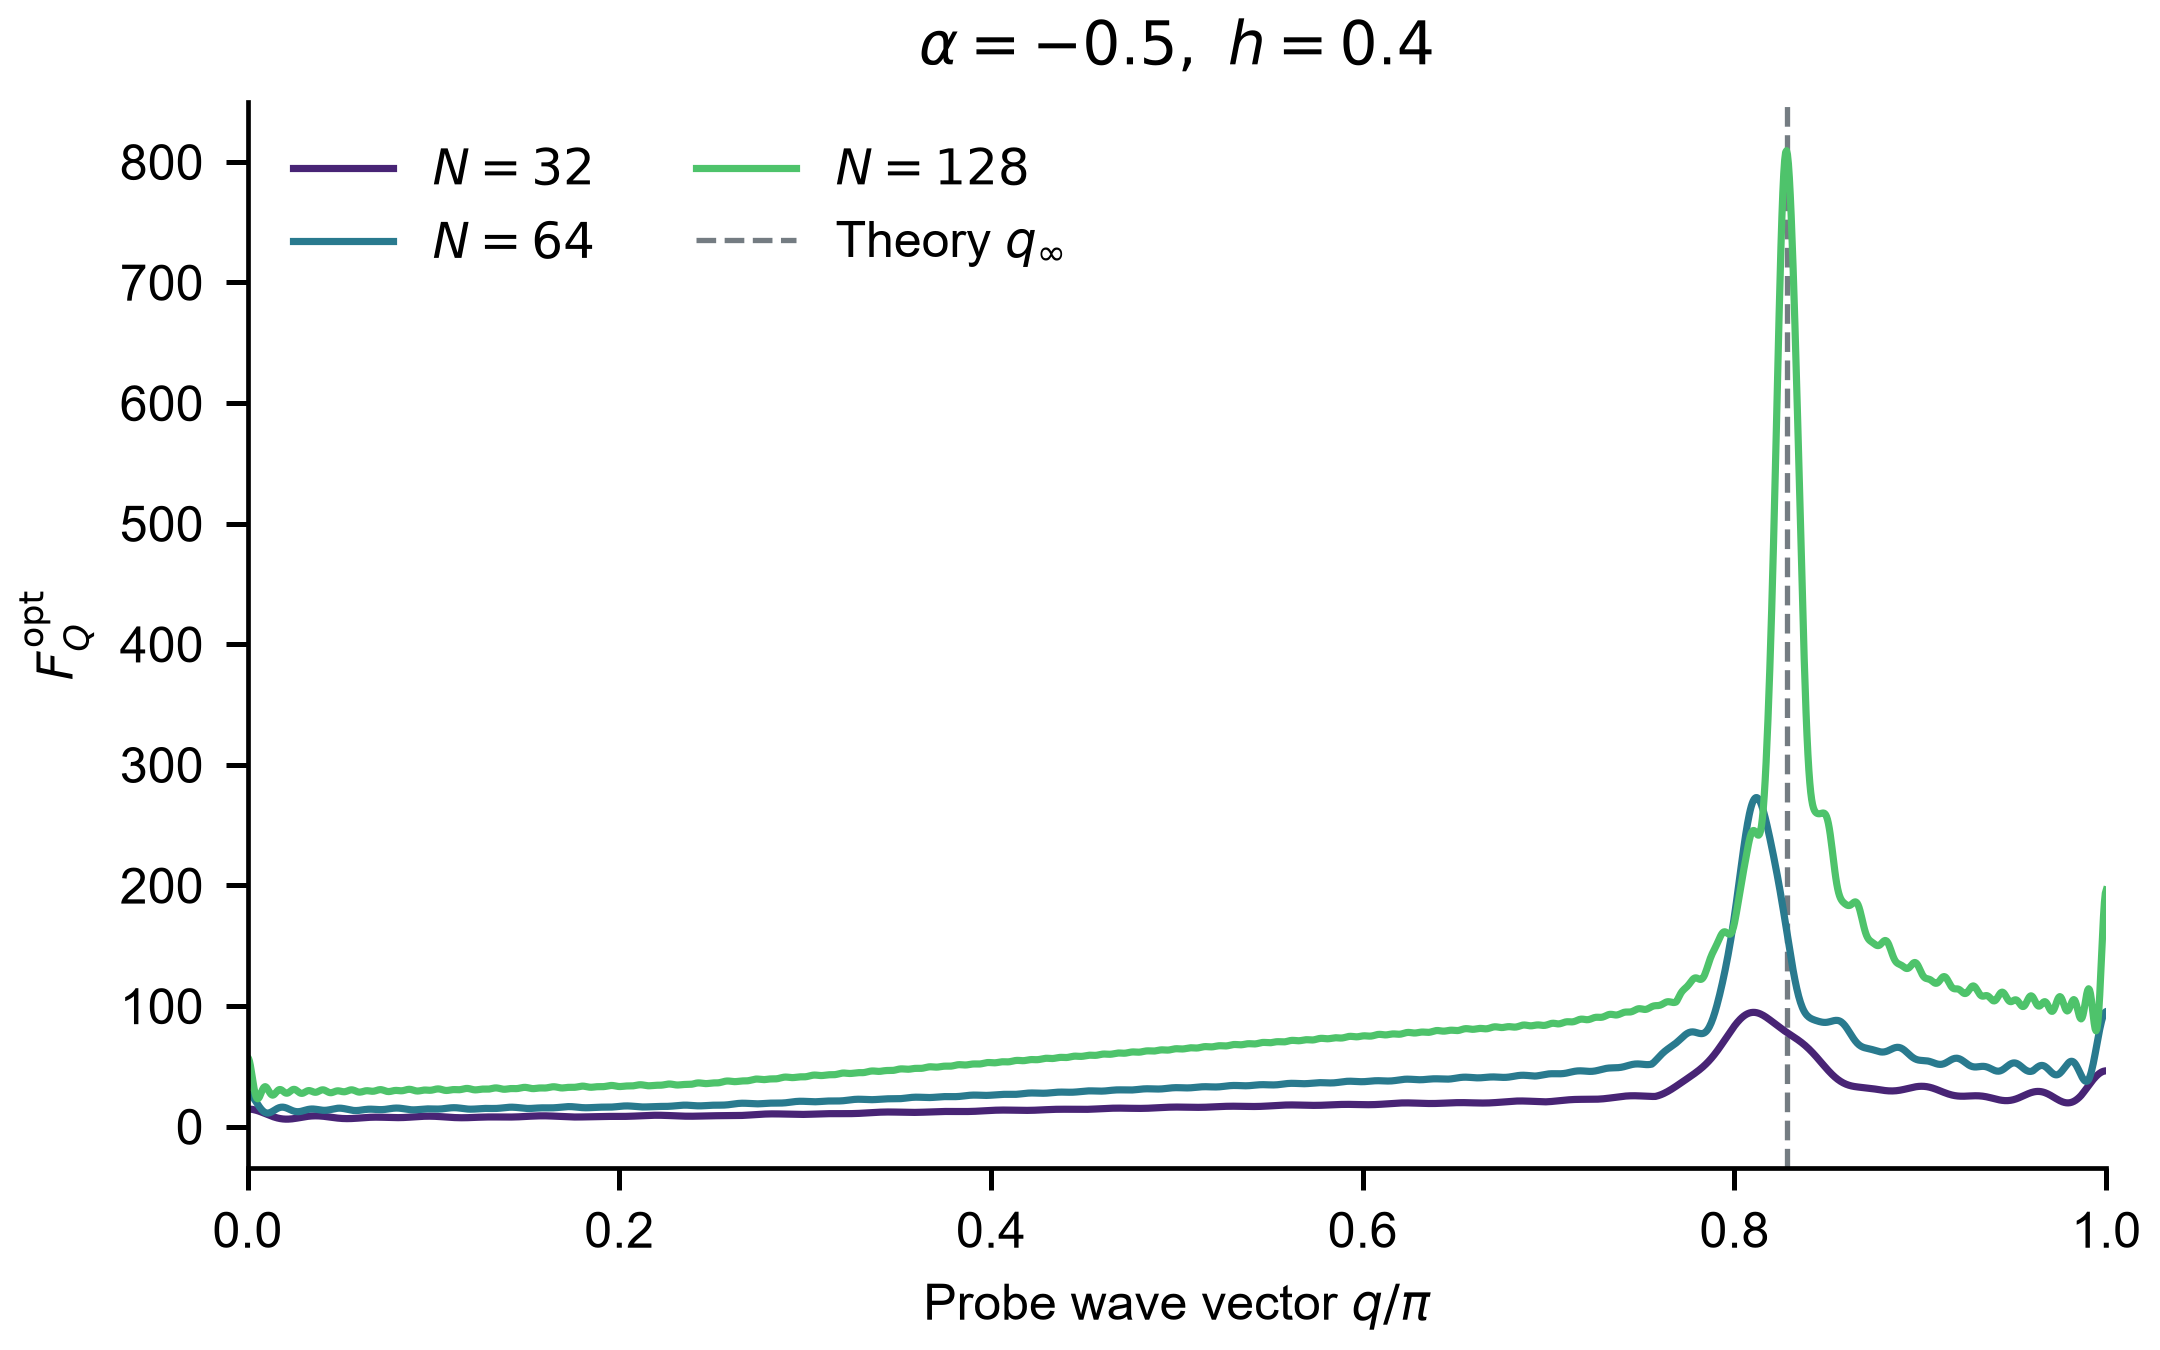 α = −0.5, h = 0.4
N = 32
N = 64
N = 128
Theory q∞
800
700
600
500
400
300
200
100
0
F_Q^opt
0.0 0.2 0.4 0.6 0.8 1.0
Probe wave vector q/π